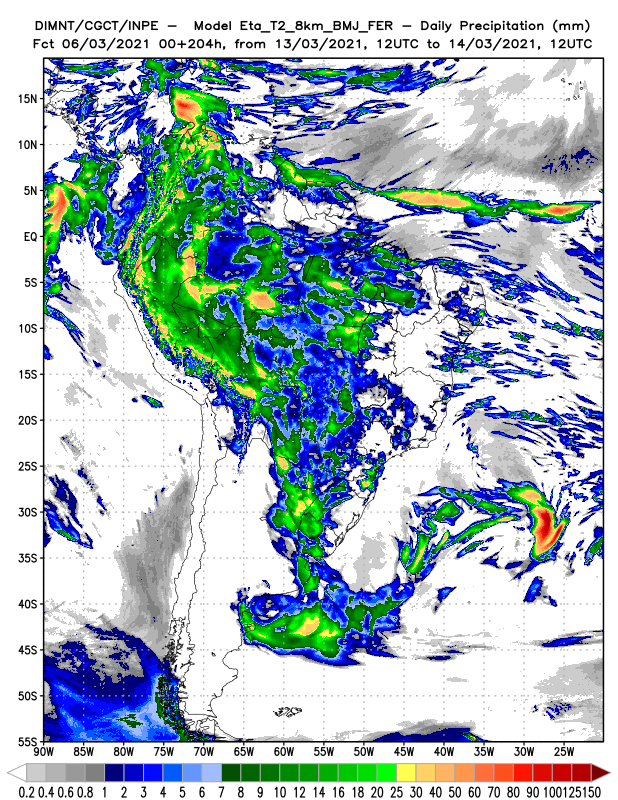 DIMNT/CGCT/INPE — Model Eta_T2_8km_BMJ_FER — Daily Precipitation (mm)
Fct 06/03/2021 00+204h, from 13/03/2021, 12UTC to 14/03/2021, 12UTC
15N
10N
5N
EQ
5S
10S
15S
20S
25S
30S
35S
40S
45S
50S
55S
90W 85W 80W 75W 70W 65W 60W 55W 50W 45W 40W 35W 30W 25W
0.2 0.4 0.6 0.8 1 2 3 4 5 6 7 8 9 10 12 14 16 18 20 25 30 40 50 60 70 80 90 100 125 150